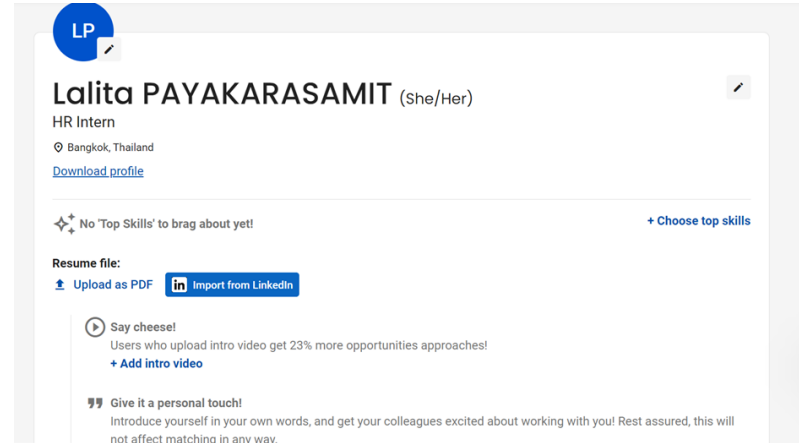 LP
Lalita PAYAKARASAMIT (She/Her)
HR Intern
Bangkok, Thailand
Download profile
No 'Top Skills' to brag about yet!
+ Choose top skills
Resume file:
Upload as PDF
in Import from LinkedIn
Say cheese!
Users who upload intro video get 23% more opportunities approaches!
+ Add intro video
Give it a personal touch!
Introduce yourself in your own words, and get your colleagues excited about working with you! Rest assured, this will
not affect matching in any way.